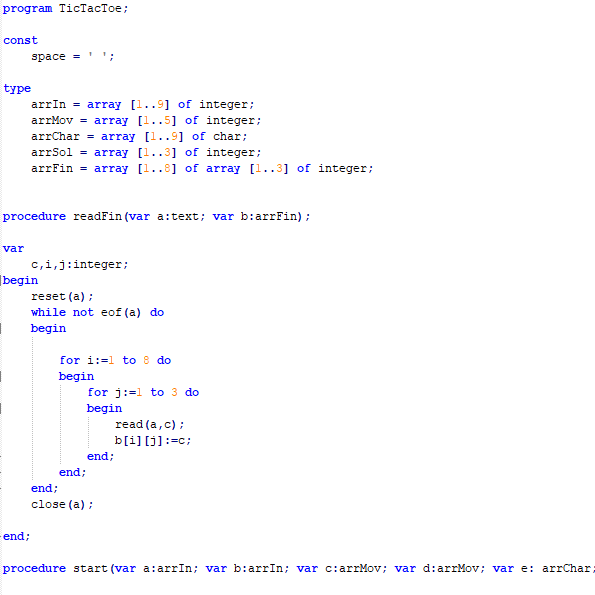 program TicTacToe;
const
space = ' ';
type
arrIn = array [1..9] of integer;
arrMov = array [1..5] of integer;
arrChar = array [1..9] of char;
arrSol = array [1..3] of integer;
arrFin = array [1..8] of array [1..3] of integer;
procedure readFin(var a:text; var b:arrFin);
var
c,i,j:integer;
begin
reset(a);
while not eof(a) do
begin
for i:=1 to 8 do
begin
for j:=1 to 3 do
begin
read(a,c);
b[i][j]:=c;
end;
end;
end;
close(a);
end;
procedure start(var a:arrIn; var b:arrIn; var c:arrMov; var d:arrMov; var e: arrChar;